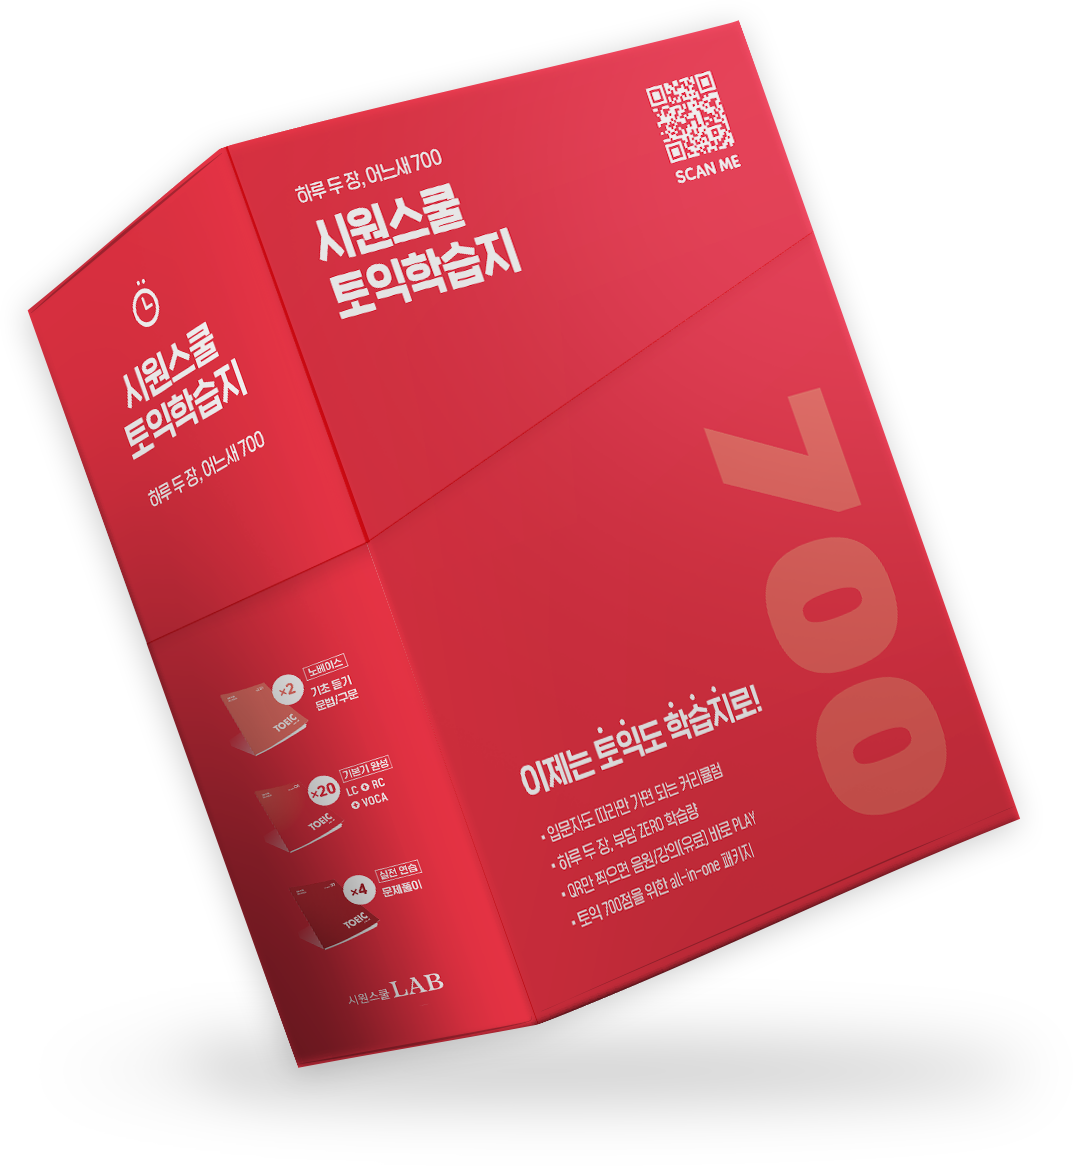 하루 두 장, 어느새 700
시원스쿨
토익학습지
SCAN ME
700
이제는 토익도 학습지로!
· 입문자도 따라만 가면 되는 커리큘럼
· 하루 두 장, 부담 ZERO 학습량
· QR만 찍으면 음원/강의(유료) 바로 PLAY
· 토익 700점을 위한 all-in-one 패키지
시원스쿨
토익학습지
하루 두 장, 어느새 700
×2
노베이스
기초 듣기
문법/구문
TOEIC
×20
기본기 완성
LC + RC
+ VOCA
TOEIC
×4
실전 연습
문제풀이
TOEIC
시원스쿨 LAB